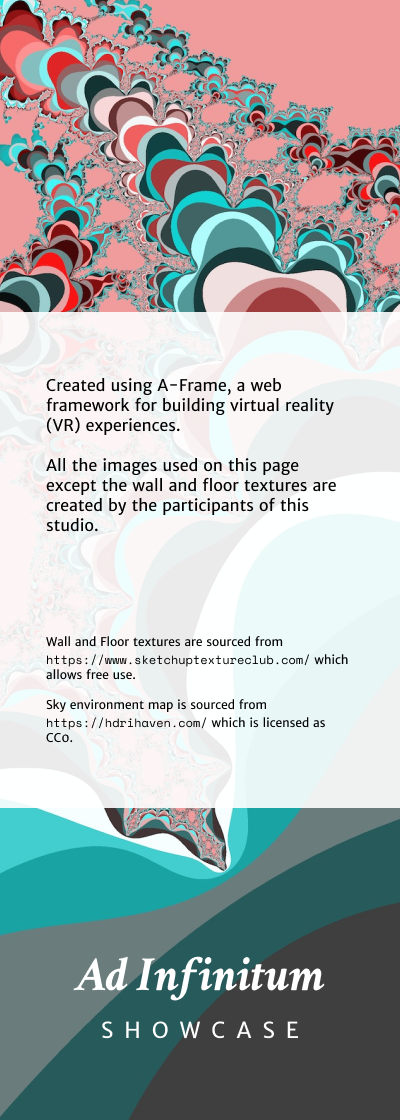 Created using A-Frame, a web
framework for building virtual reality
(VR) experiences.
All the images used on this page
except the wall and floor textures are
created by the participants of this
studio.
Wall and Floor textures are sourced from
https://www.sketchuptextureclub.com/ which
allows free use.
Sky environment map is sourced from
https://hdrihaven.com/ which is licensed as
CC0.
Ad Infinitum
SHOWCASE